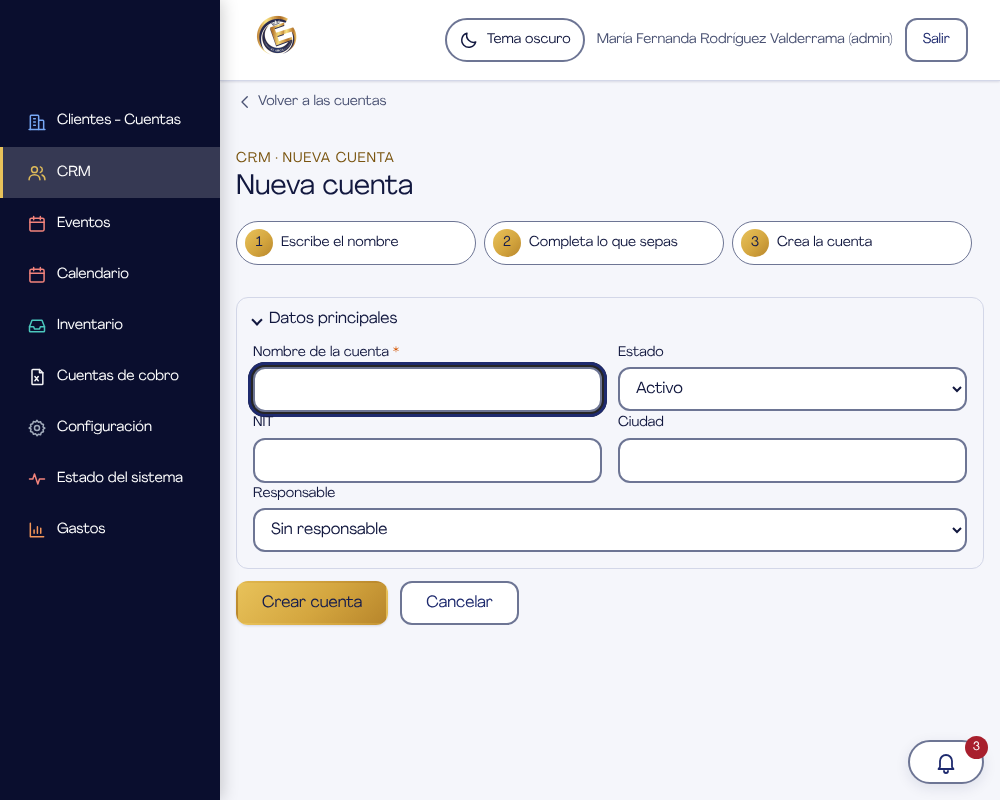 Tema oscuro
María Fernanda Rodríguez Valderrama (admin)
Salir
Clientes - Cuentas
CRM
Eventos
Calendario
Inventario
Cuentas de cobro
Configuración
Estado del sistema
Gastos
Volver a las cuentas
CRM · NUEVA CUENTA
Nueva cuenta
1 Escribe el nombre
2 Completa lo que sepas
3 Crea la cuenta
Datos principales
Nombre de la cuenta *
Estado
Activo
NIT
Ciudad
Responsable
Sin responsable
Crear cuenta
Cancelar
3